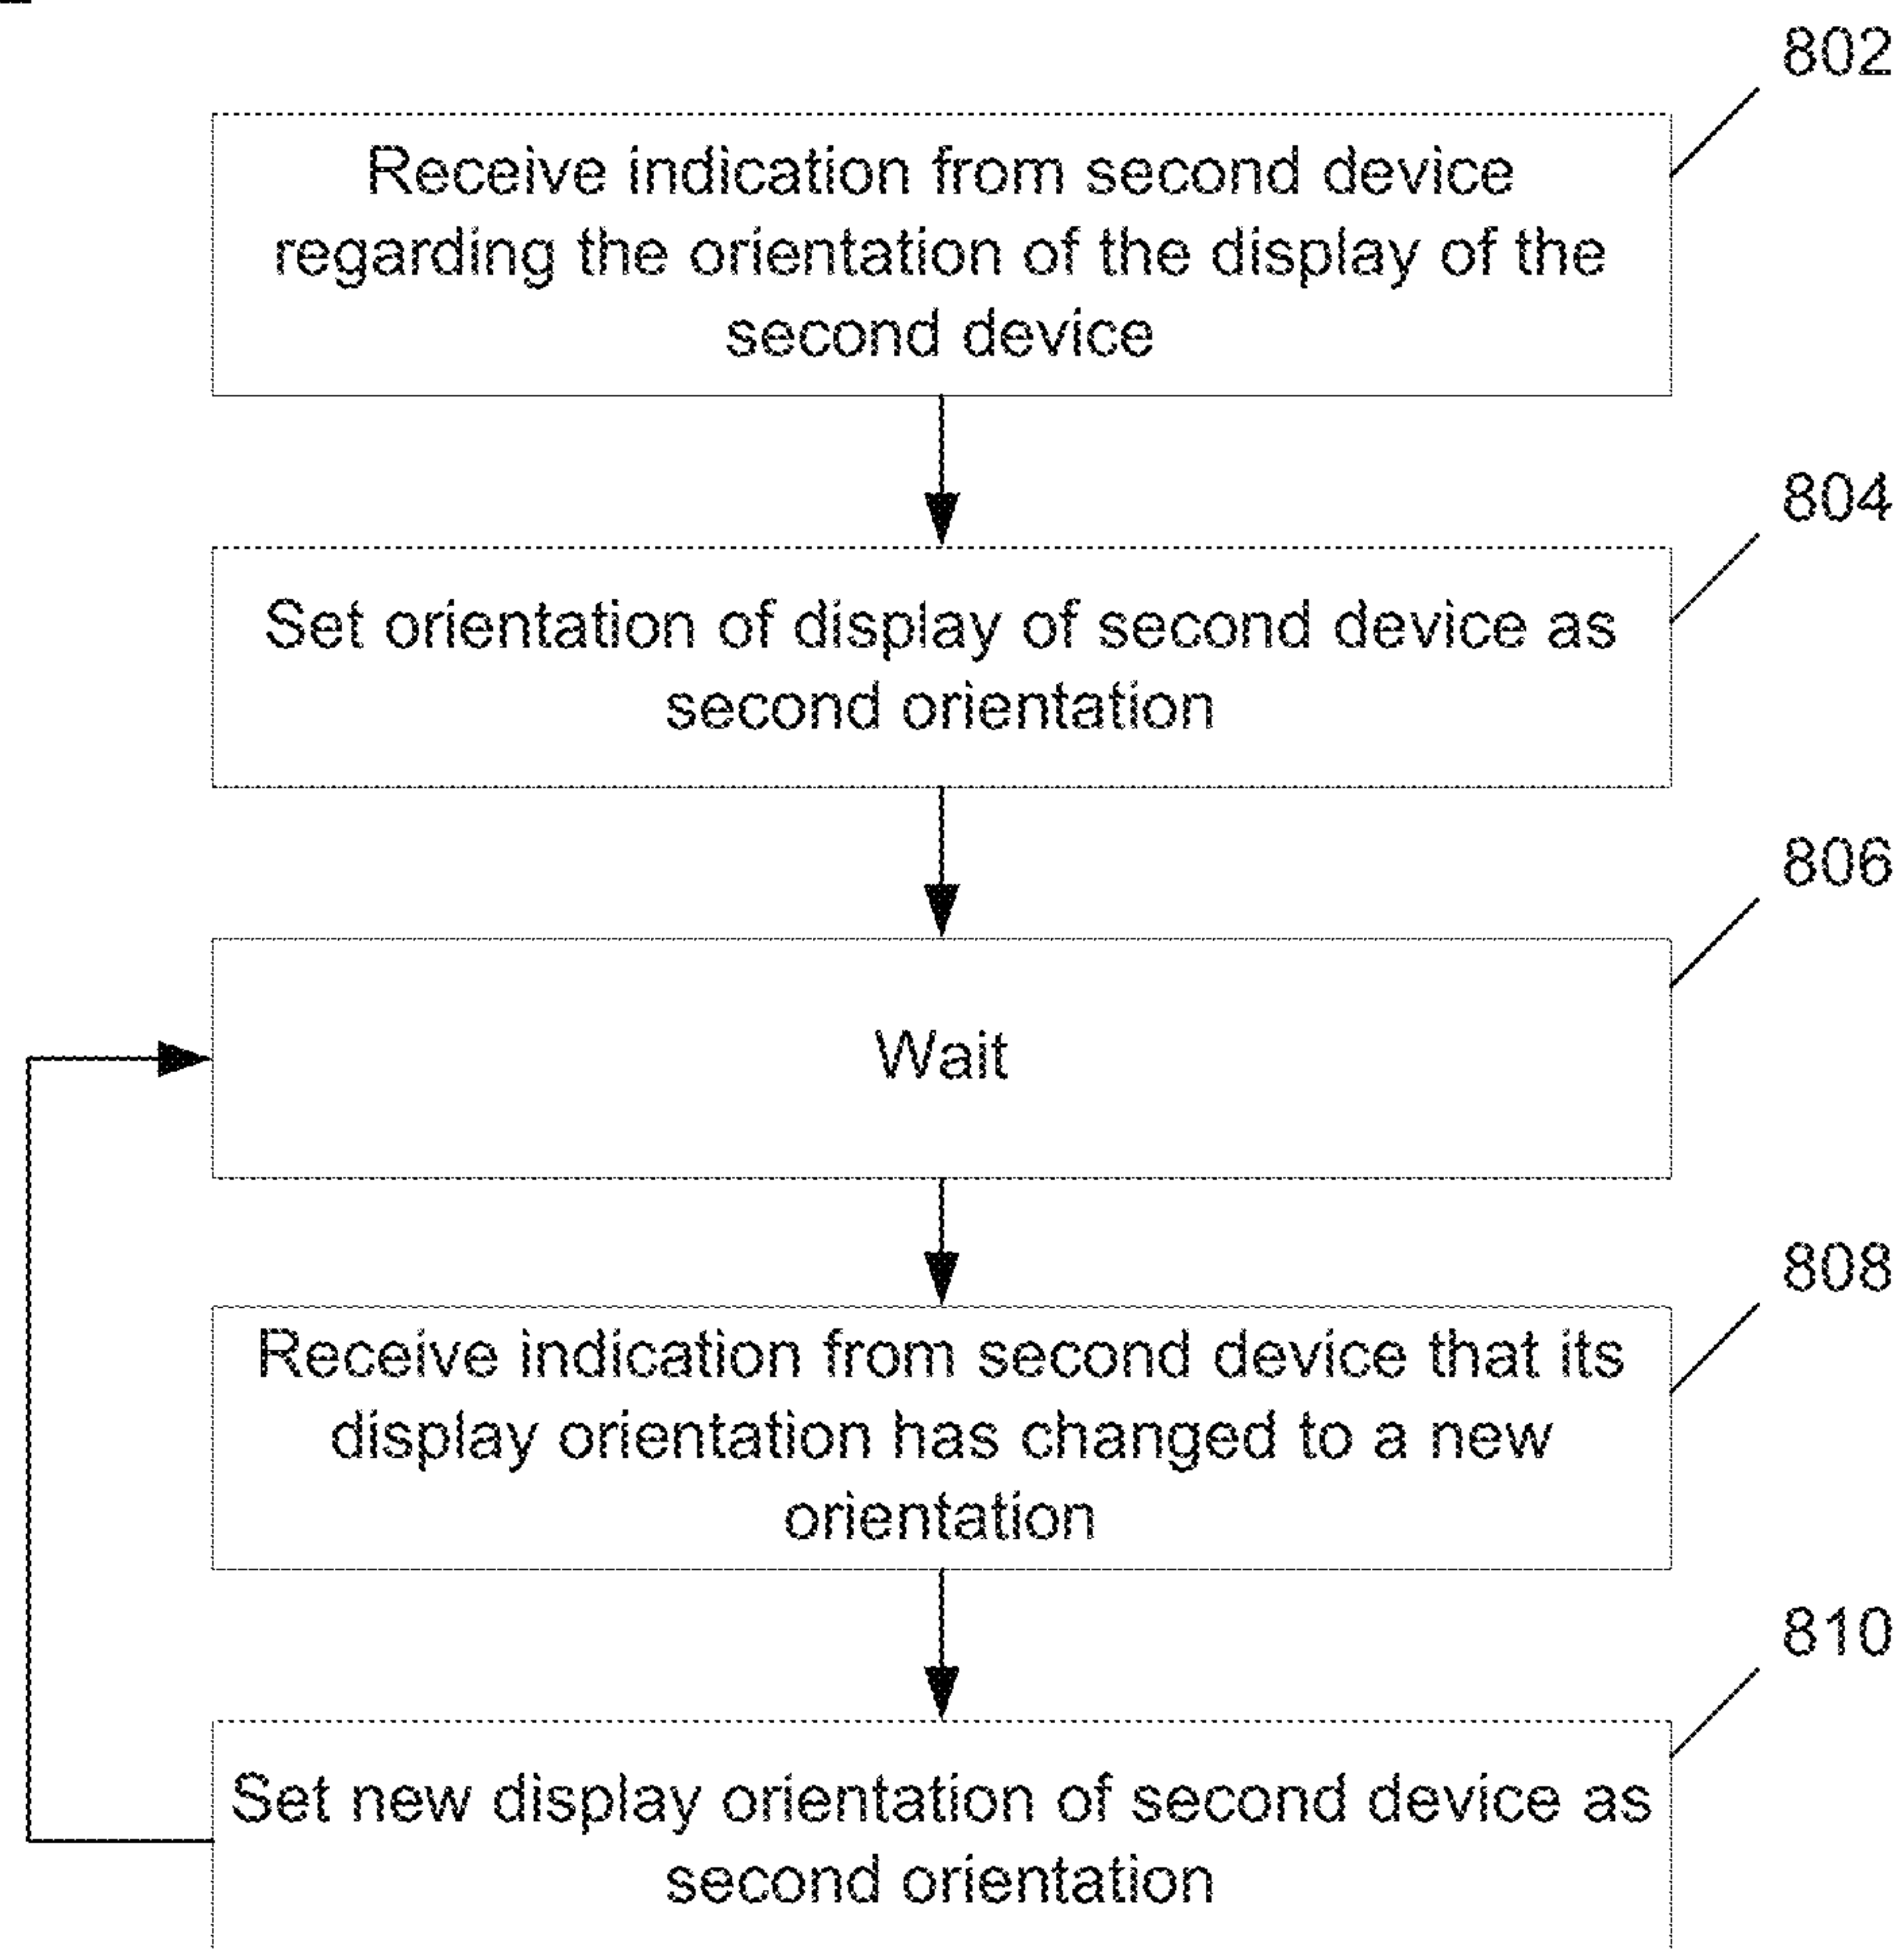 802
Receive indication from second device
regarding the orientation of the display of the
second device
804
Set orientation of display of second device as
second orientation
806
Wait
808
Receive indication from second device that its
display orientation has changed to a new
orientation
810
Set new display orientation of second device as
second orientation